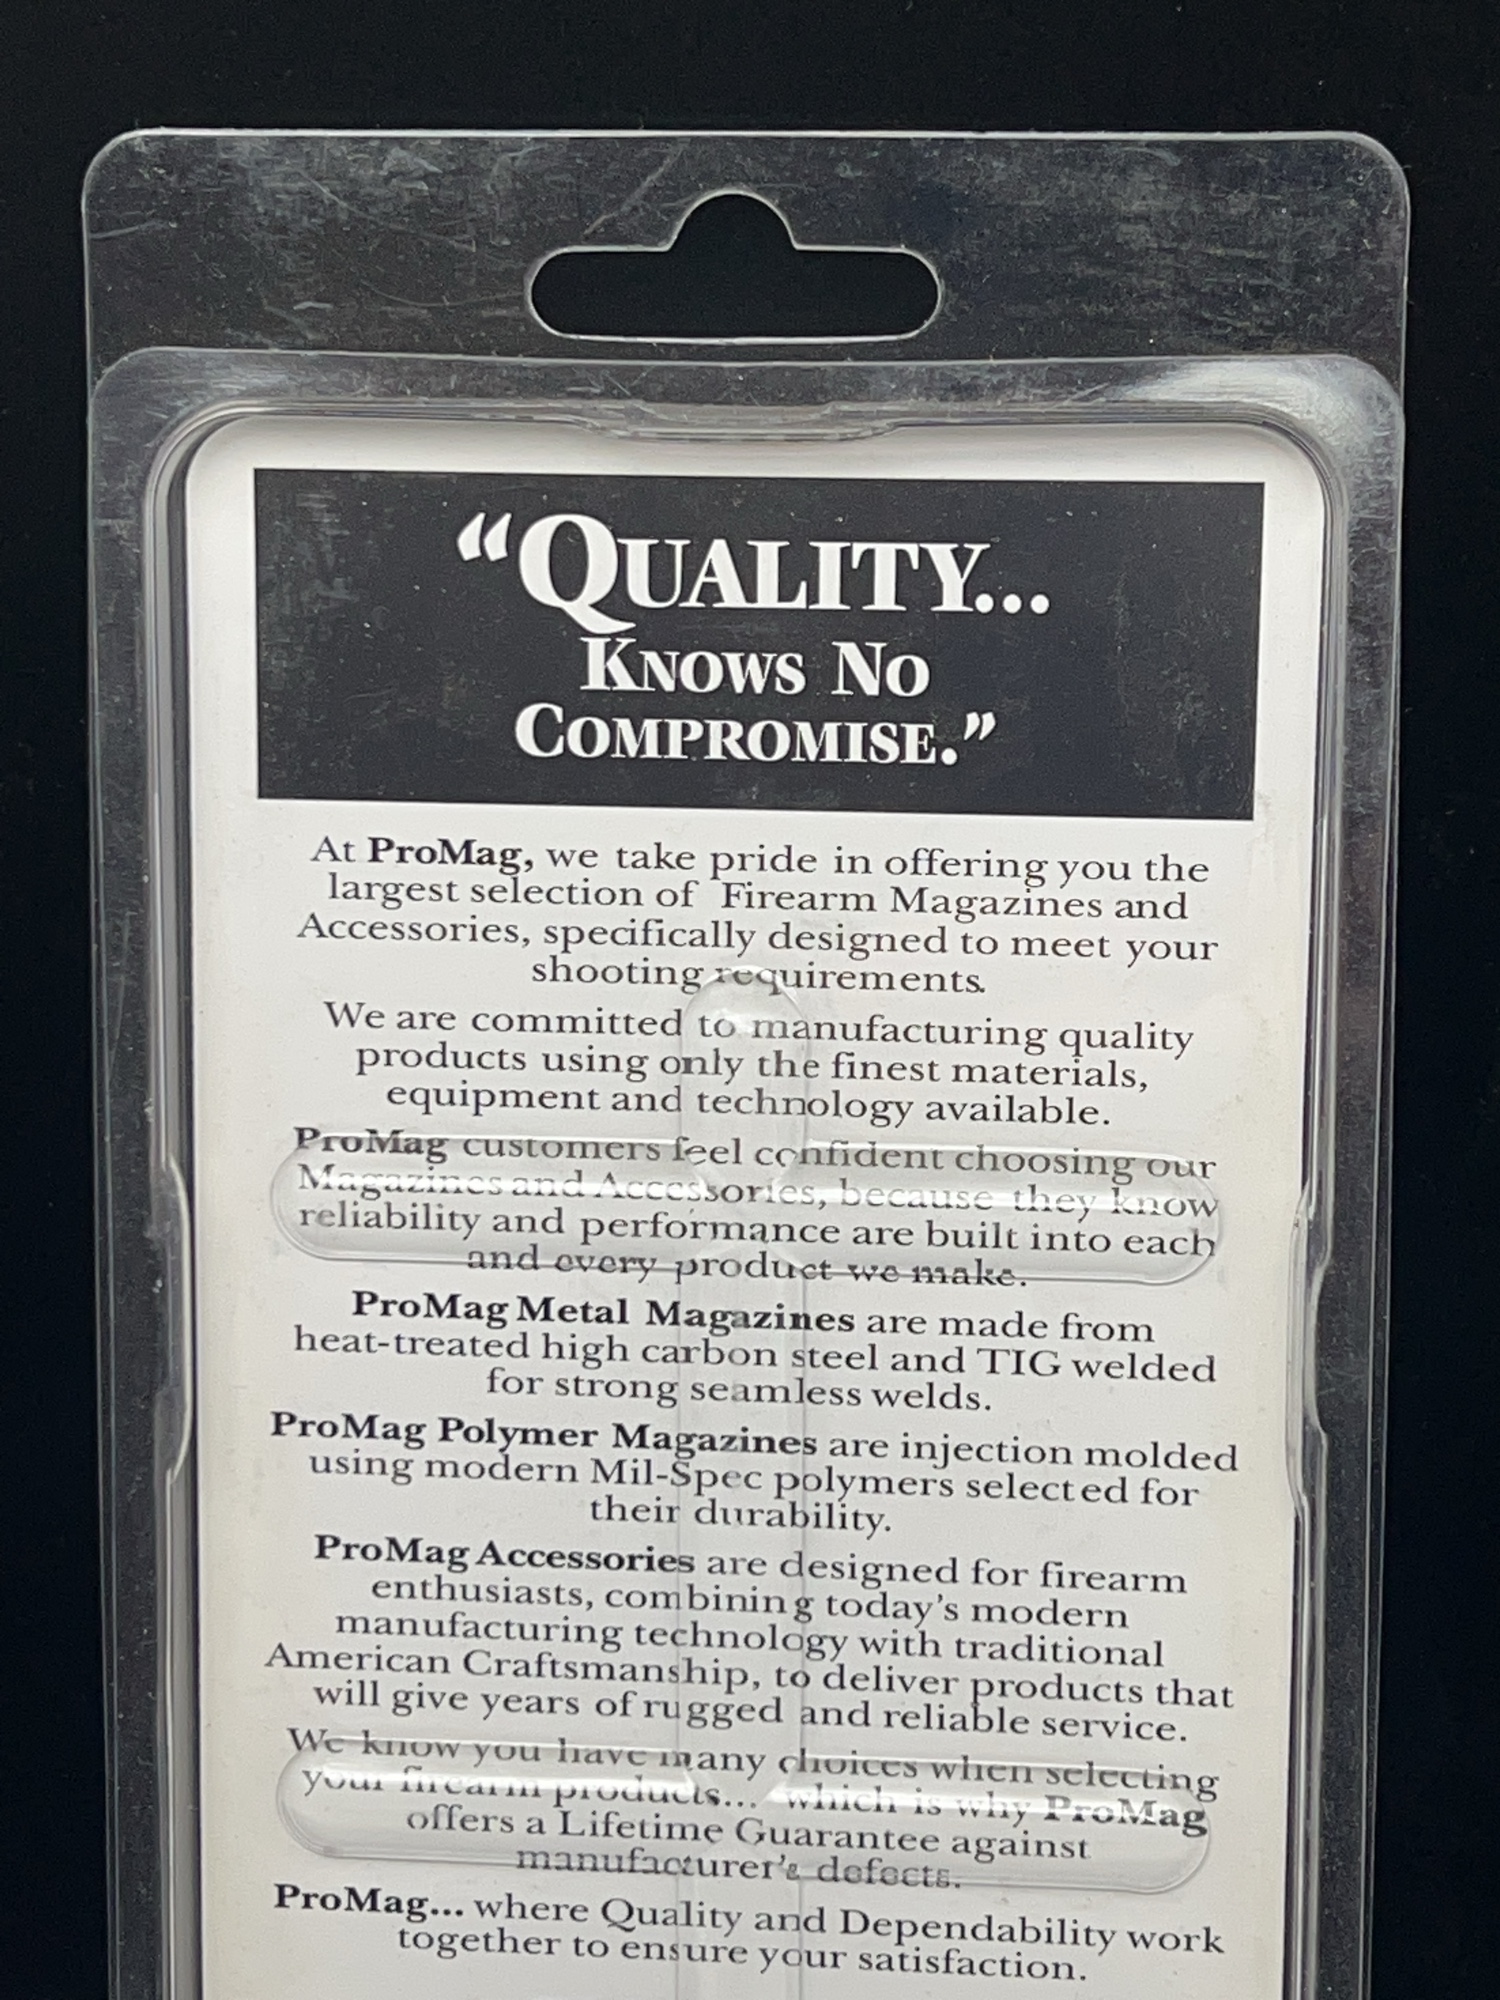 “QUALITY...
KNOWS NO
COMPROMISE.”
At ProMag, we take pride in offering you the
largest selection of Firearm Magazines and
Accessories, specifically designed to meet your
shooting requirements.
We are committed to manufacturing quality
products using only the finest materials,
equipment and technology available.
ProMag customers feel confident choosing our
Magazines and Accessories, because they know
reliability and performance are built into each
and every product we make.
ProMag Metal Magazines are made from
heat-treated high carbon steel and TIG welded
for strong seamless welds.
ProMag Polymer Magazines are injection molded
using modern Mil-Spec polymers selected for
their durability.
ProMag Accessories are designed for firearm
enthusiasts, combining today's modern
manufacturing technology with traditional
American Craftsmanship, to deliver products that
will give years of rugged and reliable service.
We know you have many choices when selecting
your firearm products... which is why ProMag
offers a Lifetime Guarantee against
manufacturer's defects.
ProMag... where Quality and Dependability work
together to ensure your satisfaction.